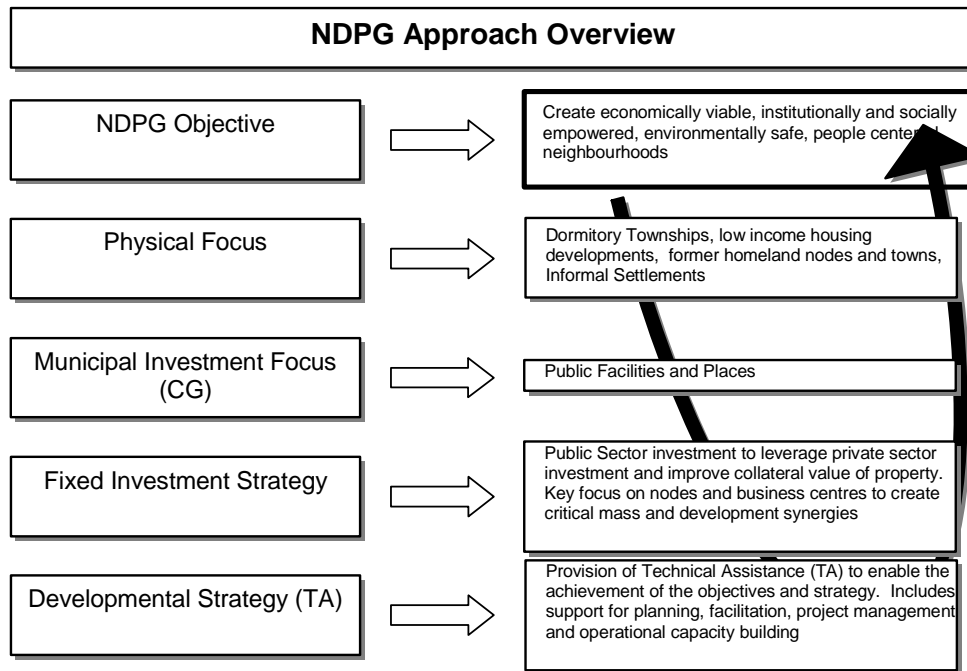 NDPG Approach Overview
NDPG Objective
Create economically viable, institutionally and socially
empowered, environmentally safe, people centered
neighbourhoods
Physical Focus
Dormitory Townships, low income housing
developments, former homeland nodes and towns,
Informal Settlements
Municipal Investment Focus
(CG)
Public Facilities and Places
Fixed Investment Strategy
Public Sector investment to leverage private sector
investment and improve collateral value of property.
Key focus on nodes and business centres to create
critical mass and development synergies
Developmental Strategy (TA)
Provision of Technical Assistance (TA) to enable the
achievement of the objectives and strategy. Includes
support for planning, facilitation, project management
and operational capacity building